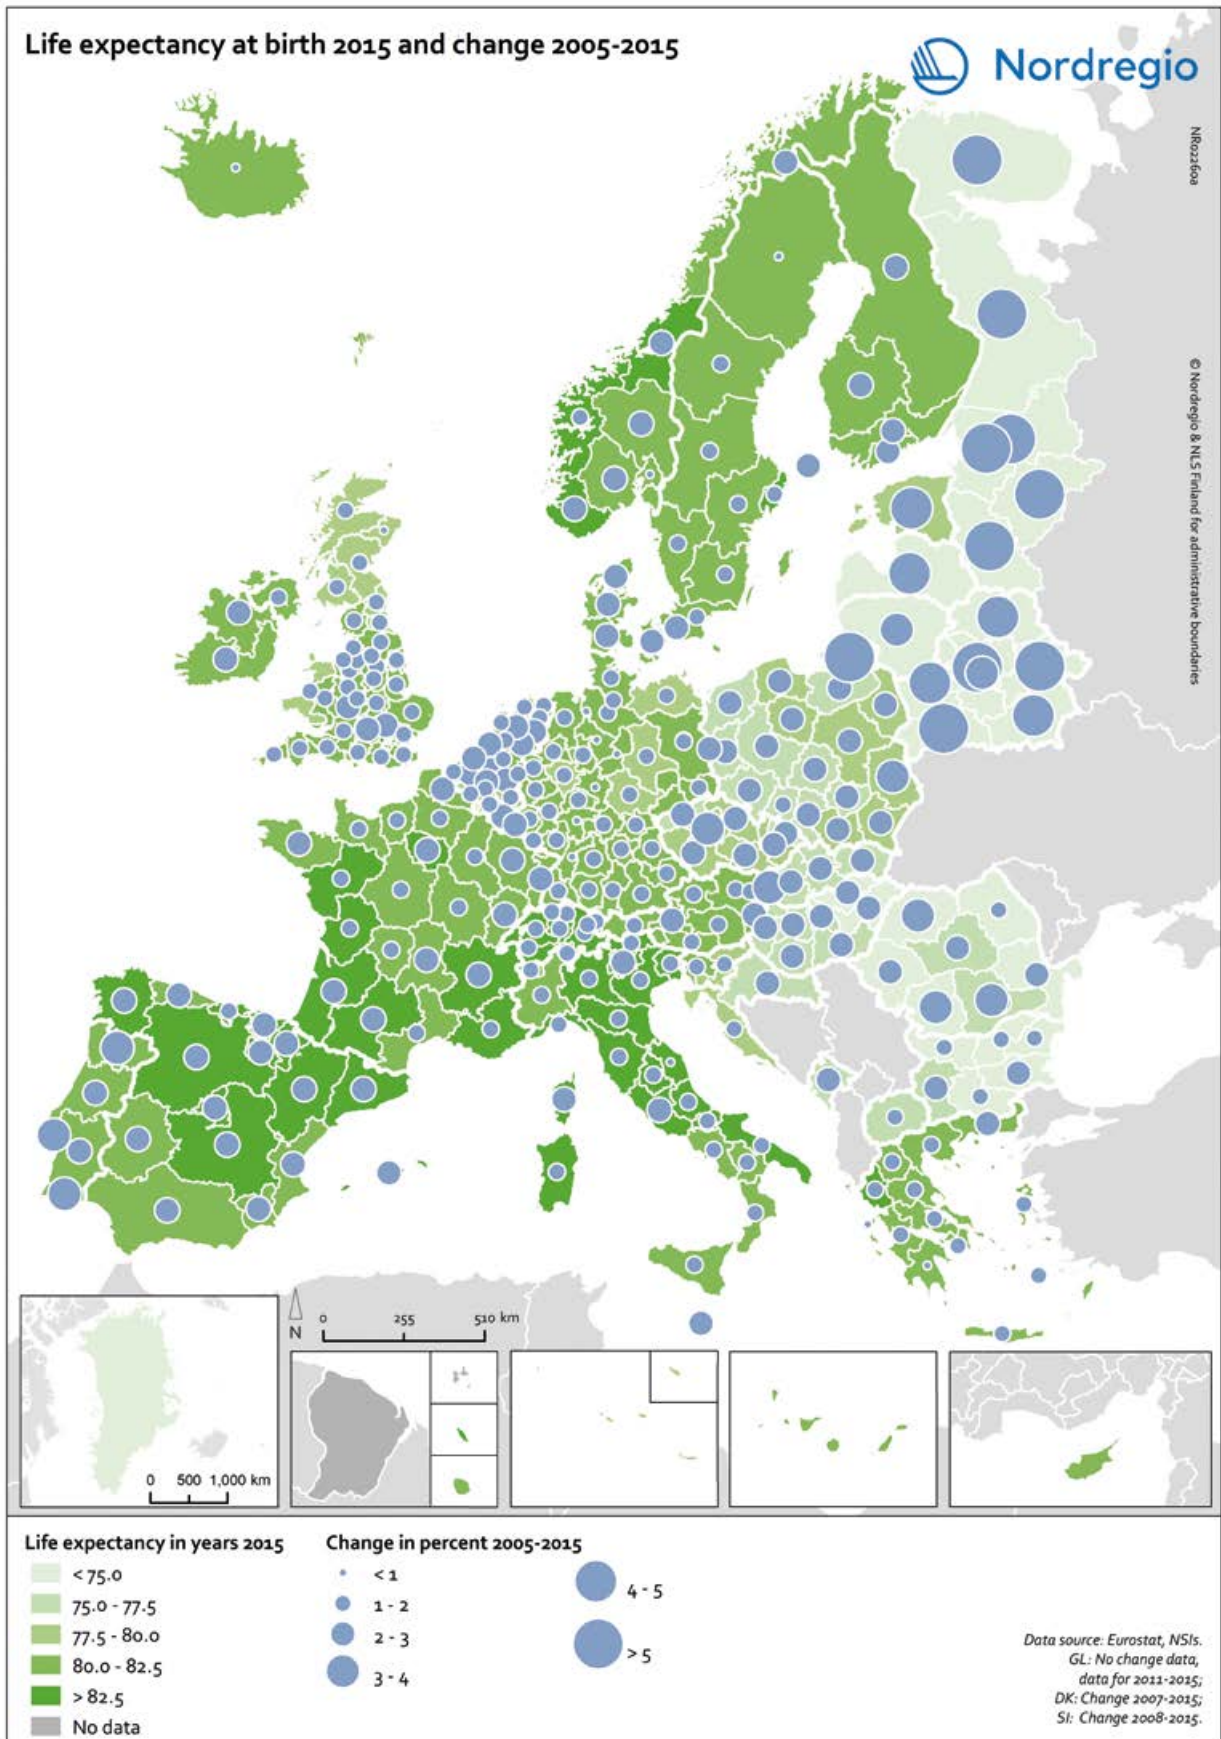 Life expectancy at birth 2015 and change 2005-2015
Nordregio
NR02260a
© Nordregio & NLS Finland for administrative boundaries
N
0 255 510 km
0 500 1,000 km
Life expectancy in years 2015
< 75.0
75.0 - 77.5
77.5 - 80.0
80.0 - 82.5
> 82.5
No data
Change in percent 2005-2015
< 1
1 - 2
2 - 3
3 - 4
4 - 5
> 5
Data source: Eurostat, NSIs.
GL: No change data,
data for 2011-2015;
DK: Change 2007-2015;
SI: Change 2008-2015.